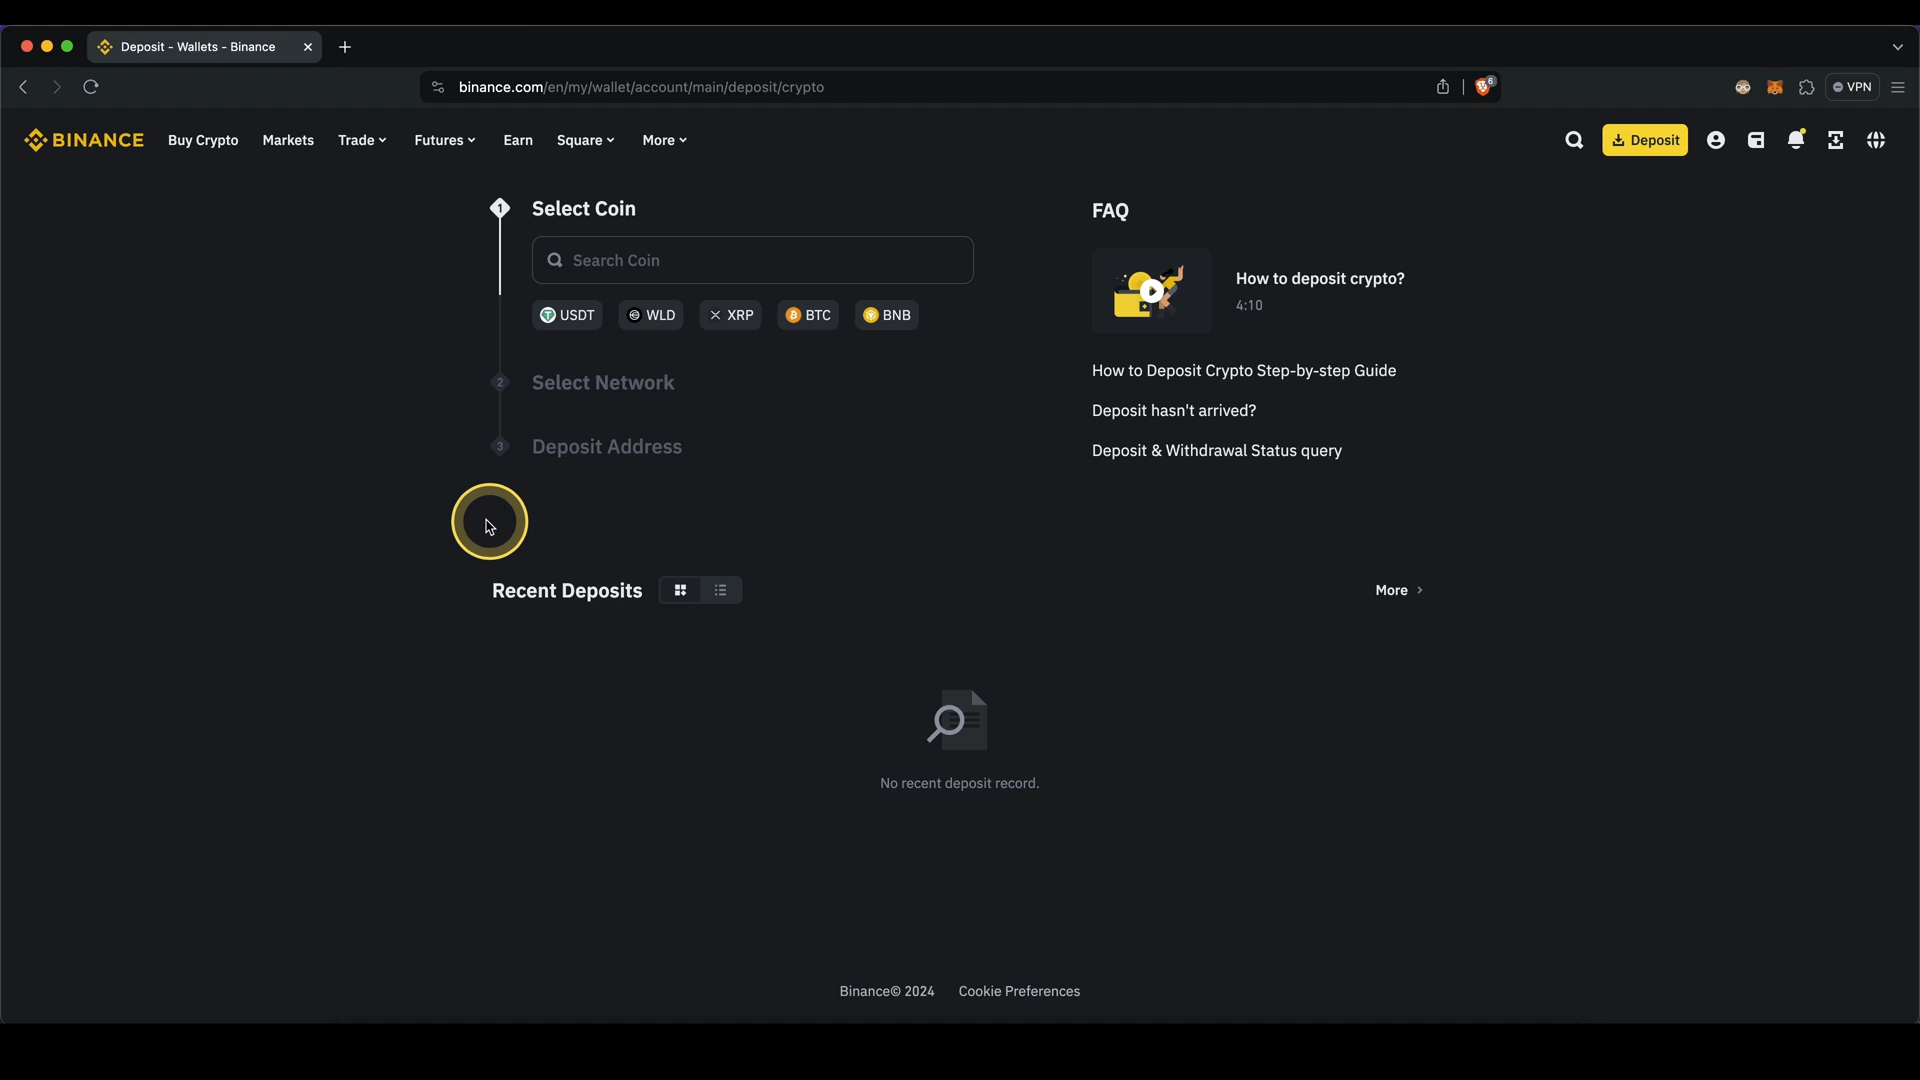 Deposit - Wallets - Binance
binance.com/en/my/wallet/account/main/deposit/crypto
6
VPN
BINANCE
Buy Crypto
Markets
Trade
Futures
Earn
Square
More
Deposit
1
Select Coin
Search Coin
USDT
WLD
XRP
BTC
BNB
2
Select Network
3
Deposit Address
FAQ
How to deposit crypto?
4:10
How to Deposit Crypto Step-by-step Guide
Deposit hasn't arrived?
Deposit & Withdrawal Status query
Recent Deposits
More
No recent deposit record.
Binance© 2024
Cookie Preferences